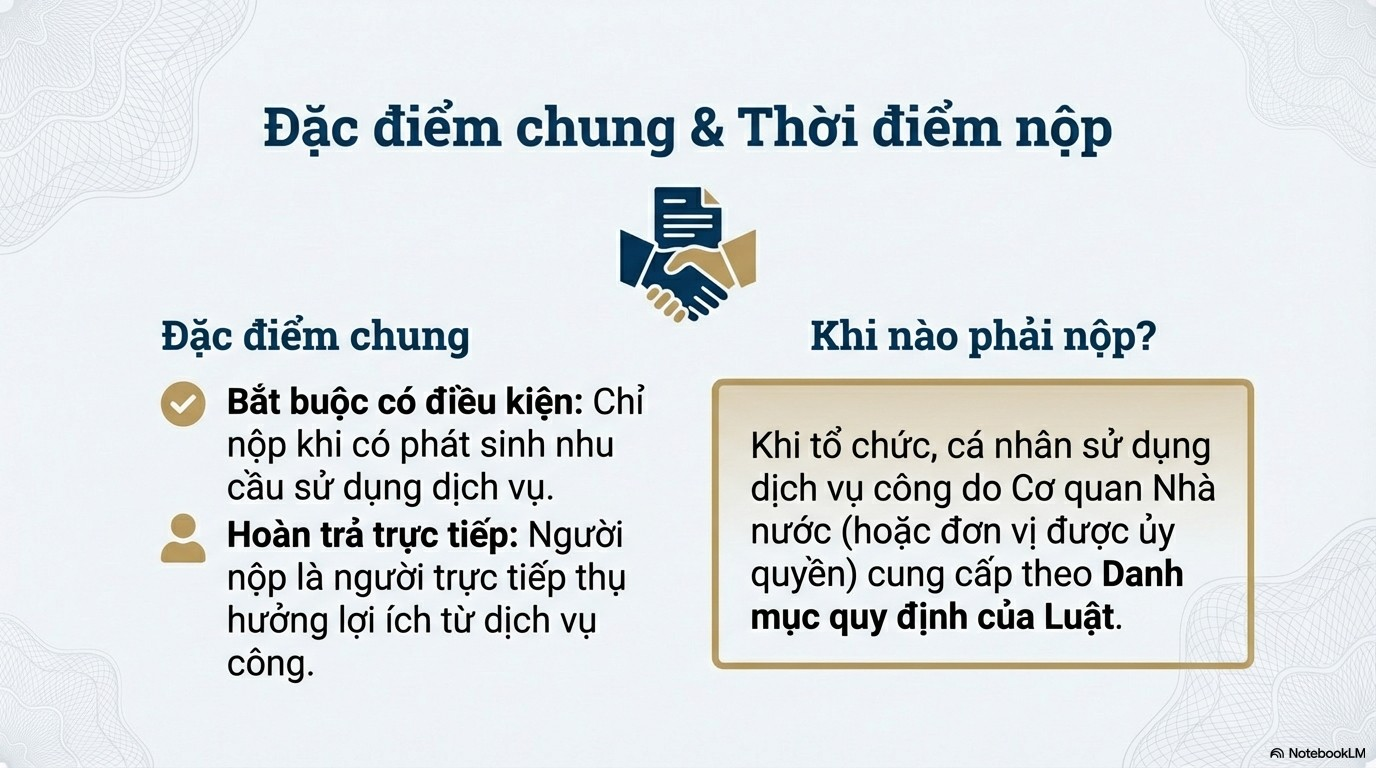 Đặc điểm chung & Thời điểm nộp
Đặc điểm chung
Bắt buộc có điều kiện: Chỉ
nộp khi có phát sinh nhu
cầu sử dụng dịch vụ.
Hoàn trả trực tiếp: Người
nộp là người trực tiếp thụ
hưởng lợi ích từ dịch vụ
công.
Khi nào phải nộp?
Khi tổ chức, cá nhân sử dụng
dịch vụ công do Cơ quan Nhà
nước (hoặc đơn vị được ủy
quyền) cung cấp theo Danh
mục quy định của Luật.
NotebookLM